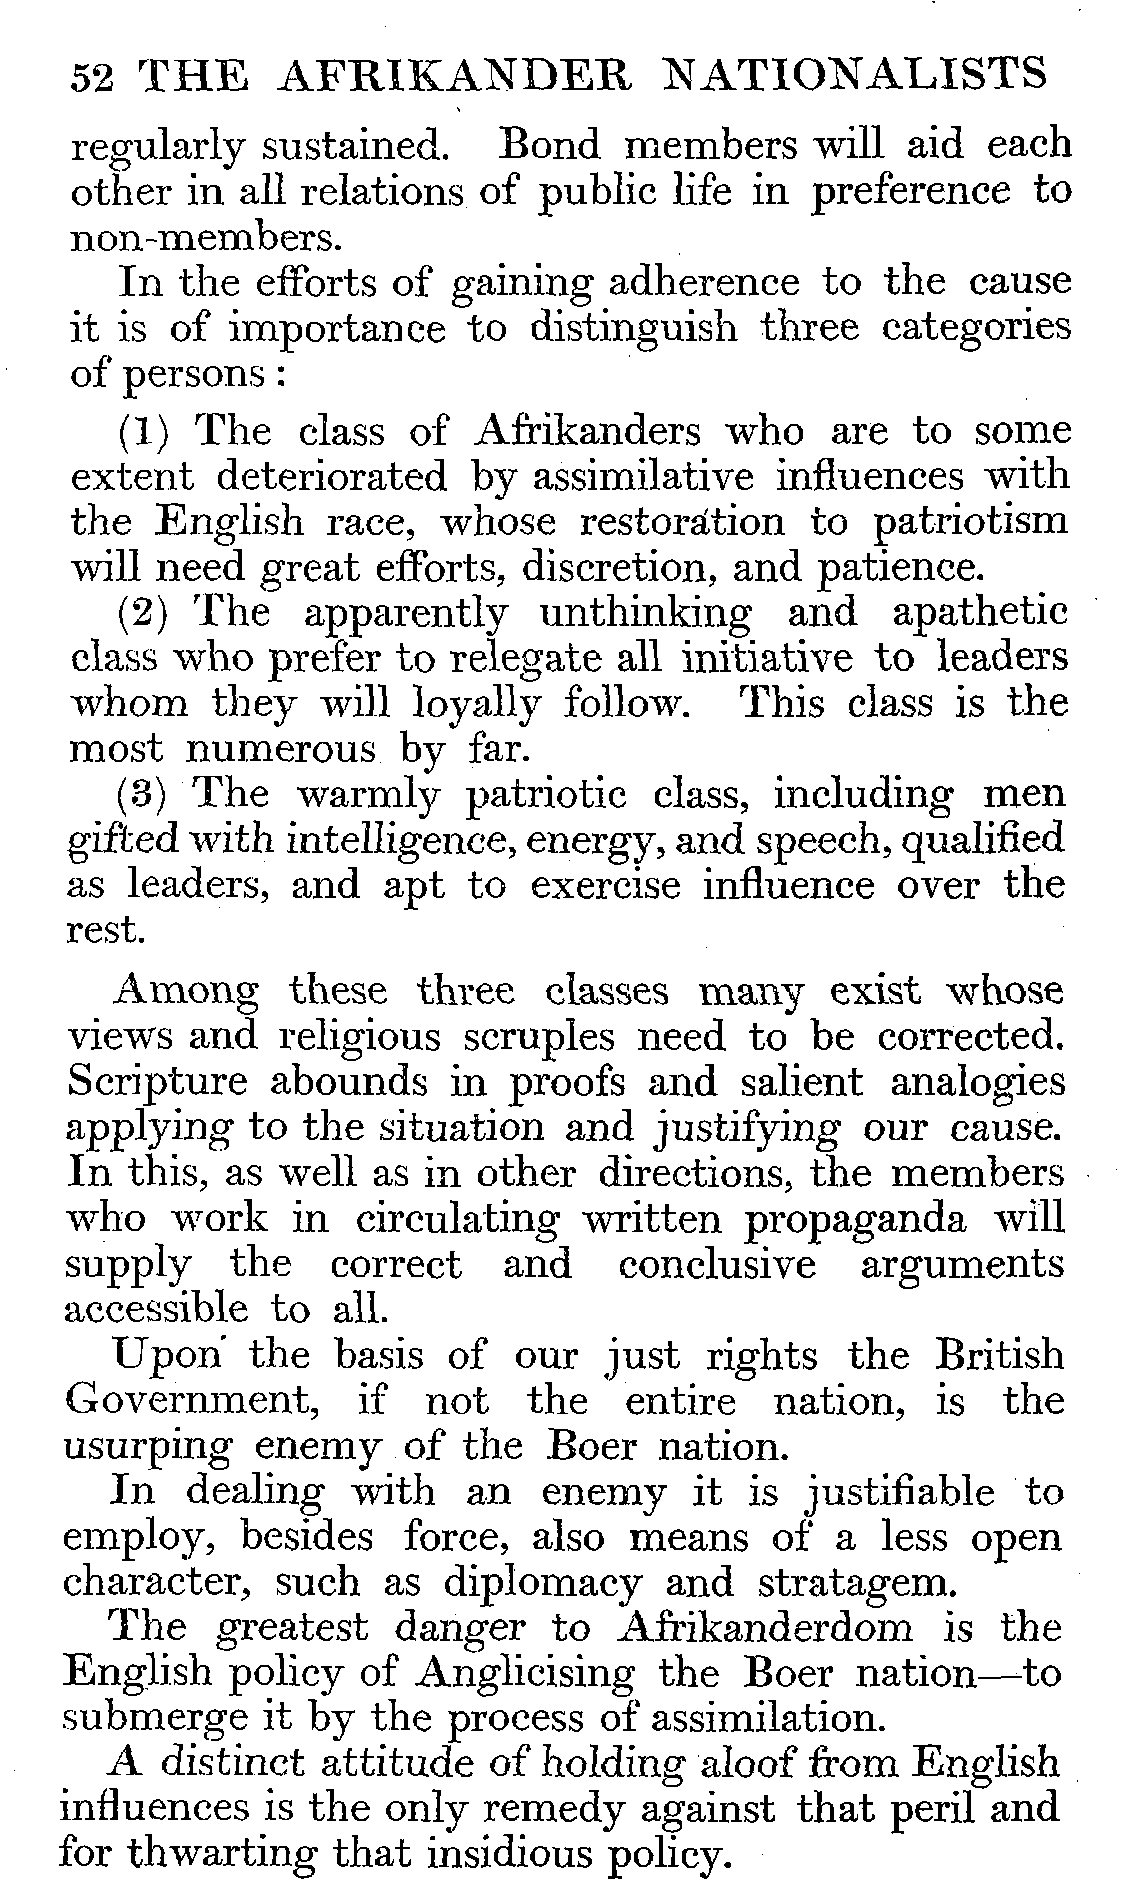 52 THE AFRIKANDER NATIONALISTS
regularly sustained. Bond members will aid each
other in all relations of public life in preference to
non-members.
In the efforts of gaining adherence to the cause
it is of importance to distinguish three categories
of persons :
(1) The class of Afrikanders who are to some
extent deteriorated by assimilative influences with
the English race, whose restoration to patriotism
will need great efforts, discretion, and patience.
(2) The apparently unthinking and apathetic
class who prefer to relegate all initiative to leaders
whom they will loyally follow. This class is the
most numerous by far.
(3) The warmly patriotic class, including men
gifted with intelligence, energy, and speech, qualified
as leaders, and apt to exercise influence over the
rest.
Among these three classes many exist whose
views and religious scruples need to be corrected.
Scripture abounds in proofs and salient analogies
applying to the situation and justifying our cause.
In this, as well as in other directions, the members
who work in circulating written propaganda will
supply the correct and conclusive arguments
accessible to all.
Upon the basis of our just rights the British
Government, if not the entire nation, is the
usurping enemy of the Boer nation.
In dealing with an enemy it is justifiable to
employ, besides force, also means of a less open
character, such as diplomacy and stratagem.
The greatest danger to Afrikanderdom is the
English policy of Anglicising the Boer nation—to
submerge it by the process of assimilation.
A distinct attitude of holding aloof from English
influences is the only remedy against that peril and
for thwarting that insidious policy.